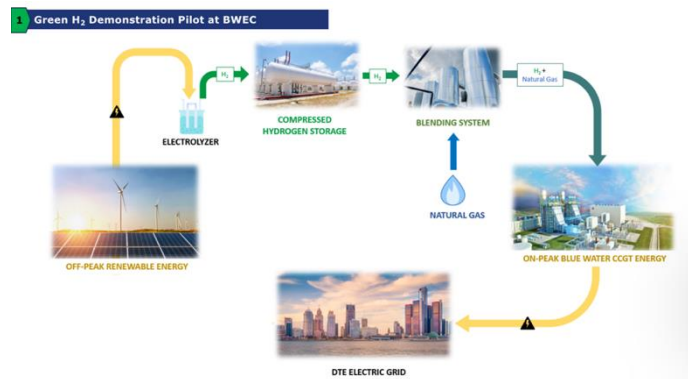 1 Green H₂ Demonstration Pilot at BWEC
H₂
H₂
H₂ +
Natural Gas
ELECTROLYZER
COMPRESSED
HYDROGEN STORAGE
BLENDING SYSTEM
NATURAL GAS
OFF-PEAK RENEWABLE ENERGY
ON-PEAK BLUE WATER CCGT ENERGY
DTE ELECTRIC GRID